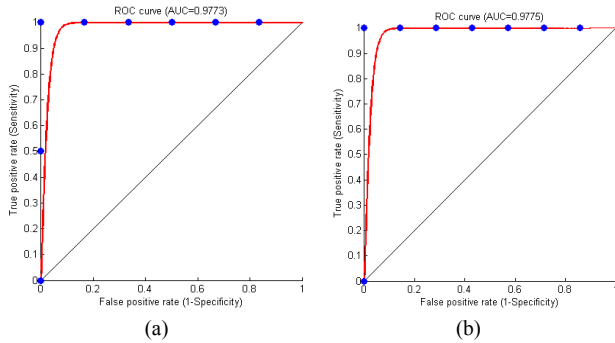 ROC curve (AUC=0.9773)
True positive rate (Sensitivity)
1
0.9
0.8
0.7
0.6
0.5
0.4
0.3
0.2
0.1
0
0 0.2 0.4 0.6 0.8 1
False positive rate (1-Specificity)
(a)
ROC curve (AUC=0.9775)
True positive rate (Sensitivity)
1
0.9
0.8
0.7
0.6
0.5
0.4
0.3
0.2
0.1
0
0 0.2 0.4 0.6 0.8 1
False positive rate (1-Specificity)
(b)